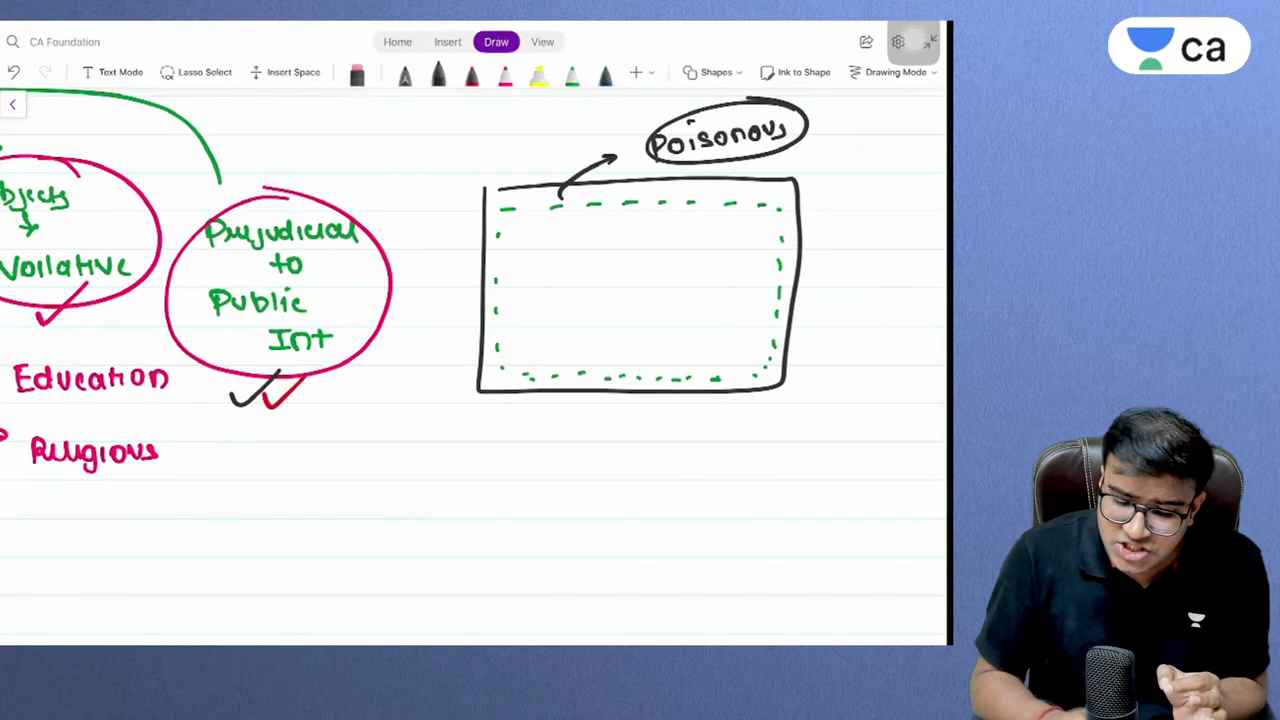 CA Foundation
Home
Insert
Draw
View
ca
Text Mode
Lasso Select
Insert Space
Shapes
Ink to Shape
Drawing Mode
Poisonous
bjects
Voilative
Prejudicial
to
Public
Int
Education
Religious